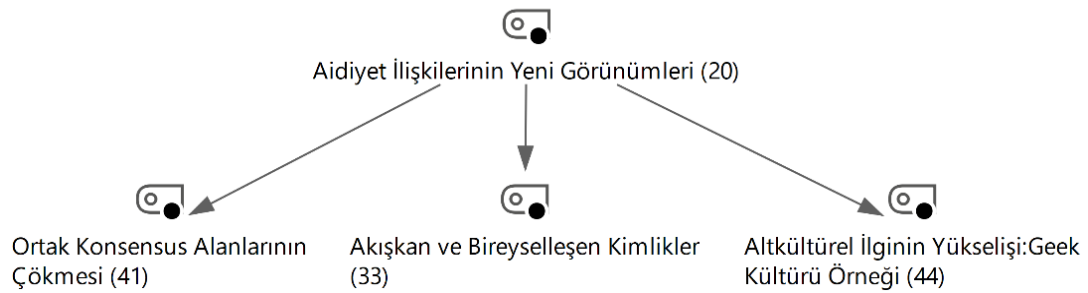 Aidiyet İlişkilerinin Yeni Görünümleri (20)
Ortak Konsensus Alanlarının
Çökmesi (41)
Akışkan ve Bireyselleşen Kimlikler
(33)
Altkültürel İlginin Yükselişi:Geek
Kültürü Örneği (44)